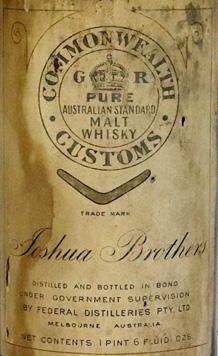 COMMONWEALTH
G R
PURE
AUSTRALIAN STANDARD
MALT
WHISKY
CUSTOMS
TRADE MARK
Joshua Brothers
DISTILLED AND BOTTLED IN BOND
UNDER GOVERNMENT SUPERVISION
BY FEDERAL DISTILLERIES PTY. LTD.
MELBOURNE AUSTRALIA.
NET CONTENTS 1 PINT 6 FLUID. OZS.